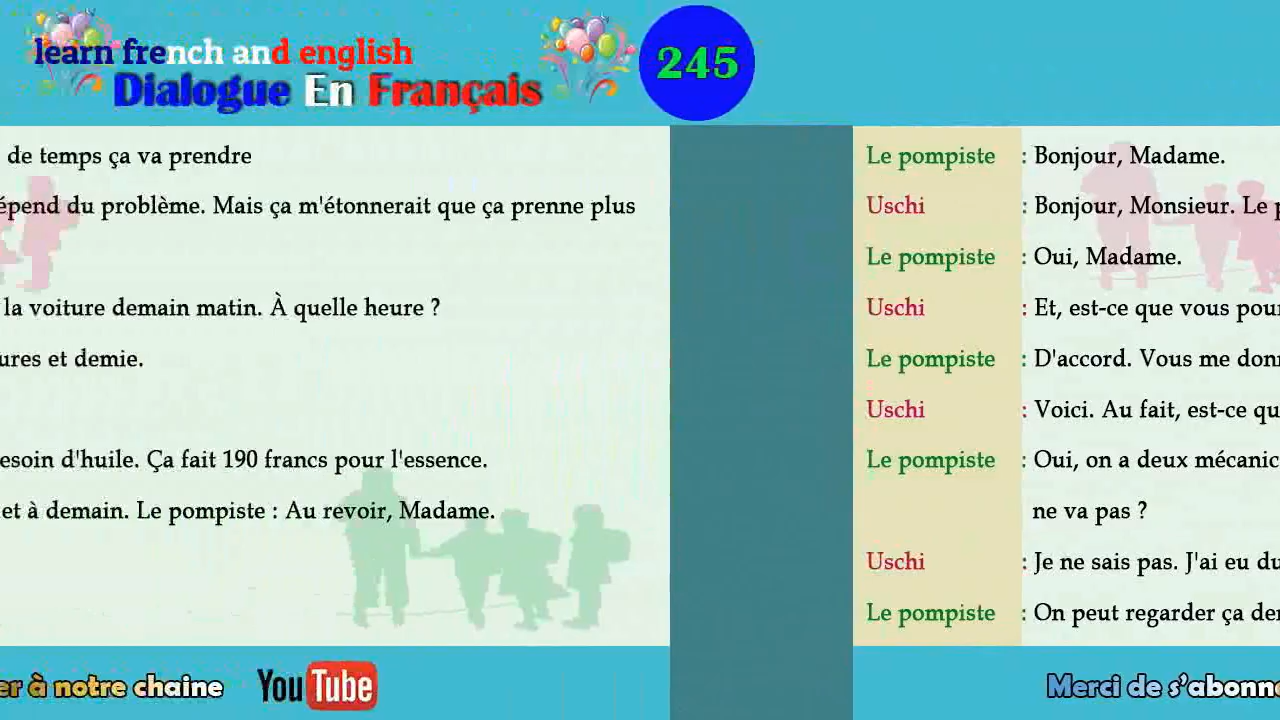 learn french and english
Dialogue En Français
245
de temps ça va prendre
épend du problème. Mais ça m'étonnerait que ça prenne plus
la voiture demain matin. À quelle heure ?
ures et demie.
esoin d'huile. Ça fait 190 francs pour l'essence.
et à demain. Le pompiste : Au revoir, Madame.
Le pompiste : Bonjour, Madame.
Uschi : Bonjour, Monsieur. Le p
Le pompiste : Oui, Madame.
Uschi : Et, est-ce que vous pour
Le pompiste : D'accord. Vous me donn
Uschi : Voici. Au fait, est-ce qu
Le pompiste : Oui, on a deux mécanic
ne va pas ?
Uschi : Je ne sais pas. J'ai eu du
Le pompiste : On peut regarder ça den
er à notre chaine
YouTube
Merci de s'abonne